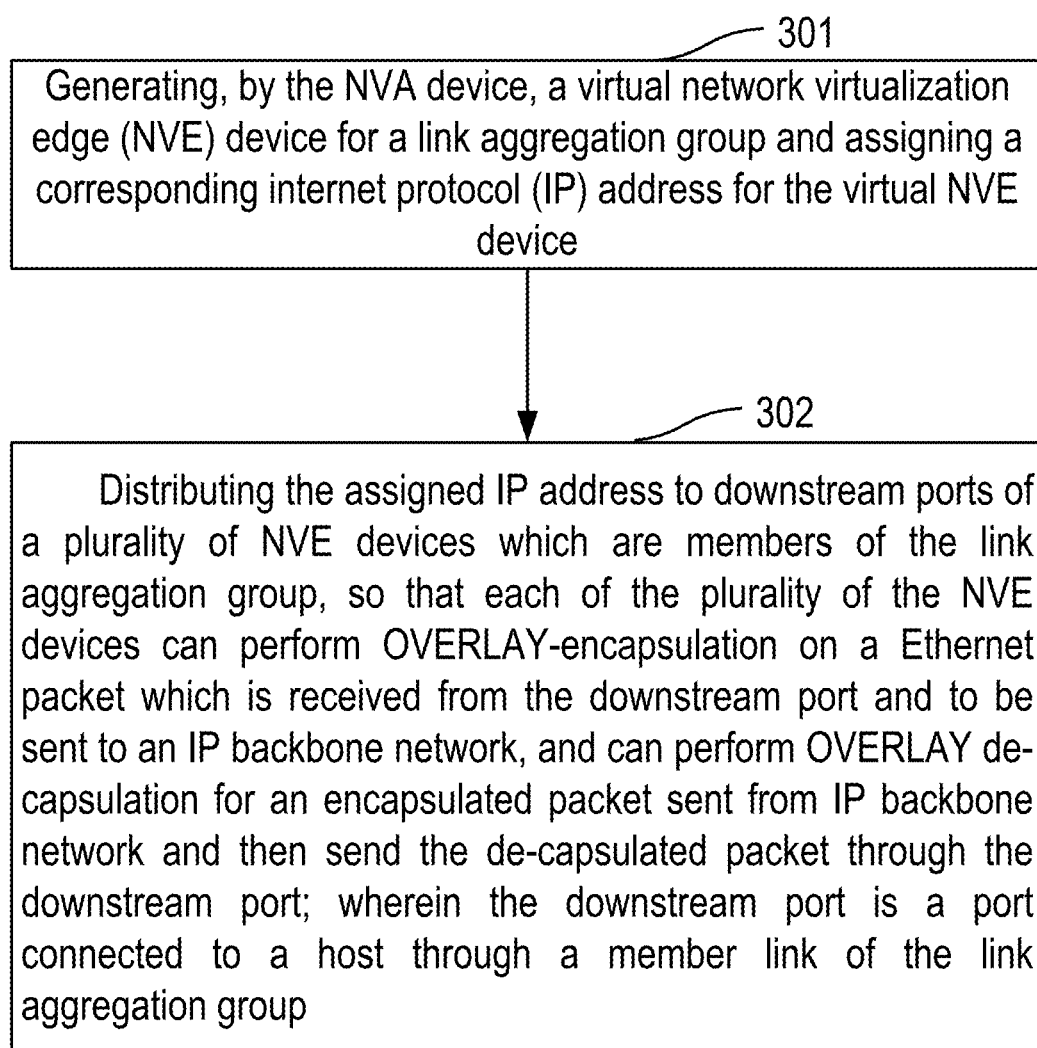 301
Generating, by the NVA device, a virtual network virtualization
edge (NVE) device for a link aggregation group and assigning a
corresponding internet protocol (IP) address for the virtual NVE
device
302
Distributing the assigned IP address to downstream ports of
a plurality of NVE devices which are members of the link
aggregation group, so that each of the plurality of the NVE
devices can perform OVERLAY-encapsulation on a Ethernet
packet which is received from the downstream port and to be
sent to an IP backbone network, and can perform OVERLAY de-
capsulation for an encapsulated packet sent from IP backbone
network and then send the de-capsulated packet through the
downstream port; wherein the downstream port is a port
connected to a host through a member link of the link
aggregation group